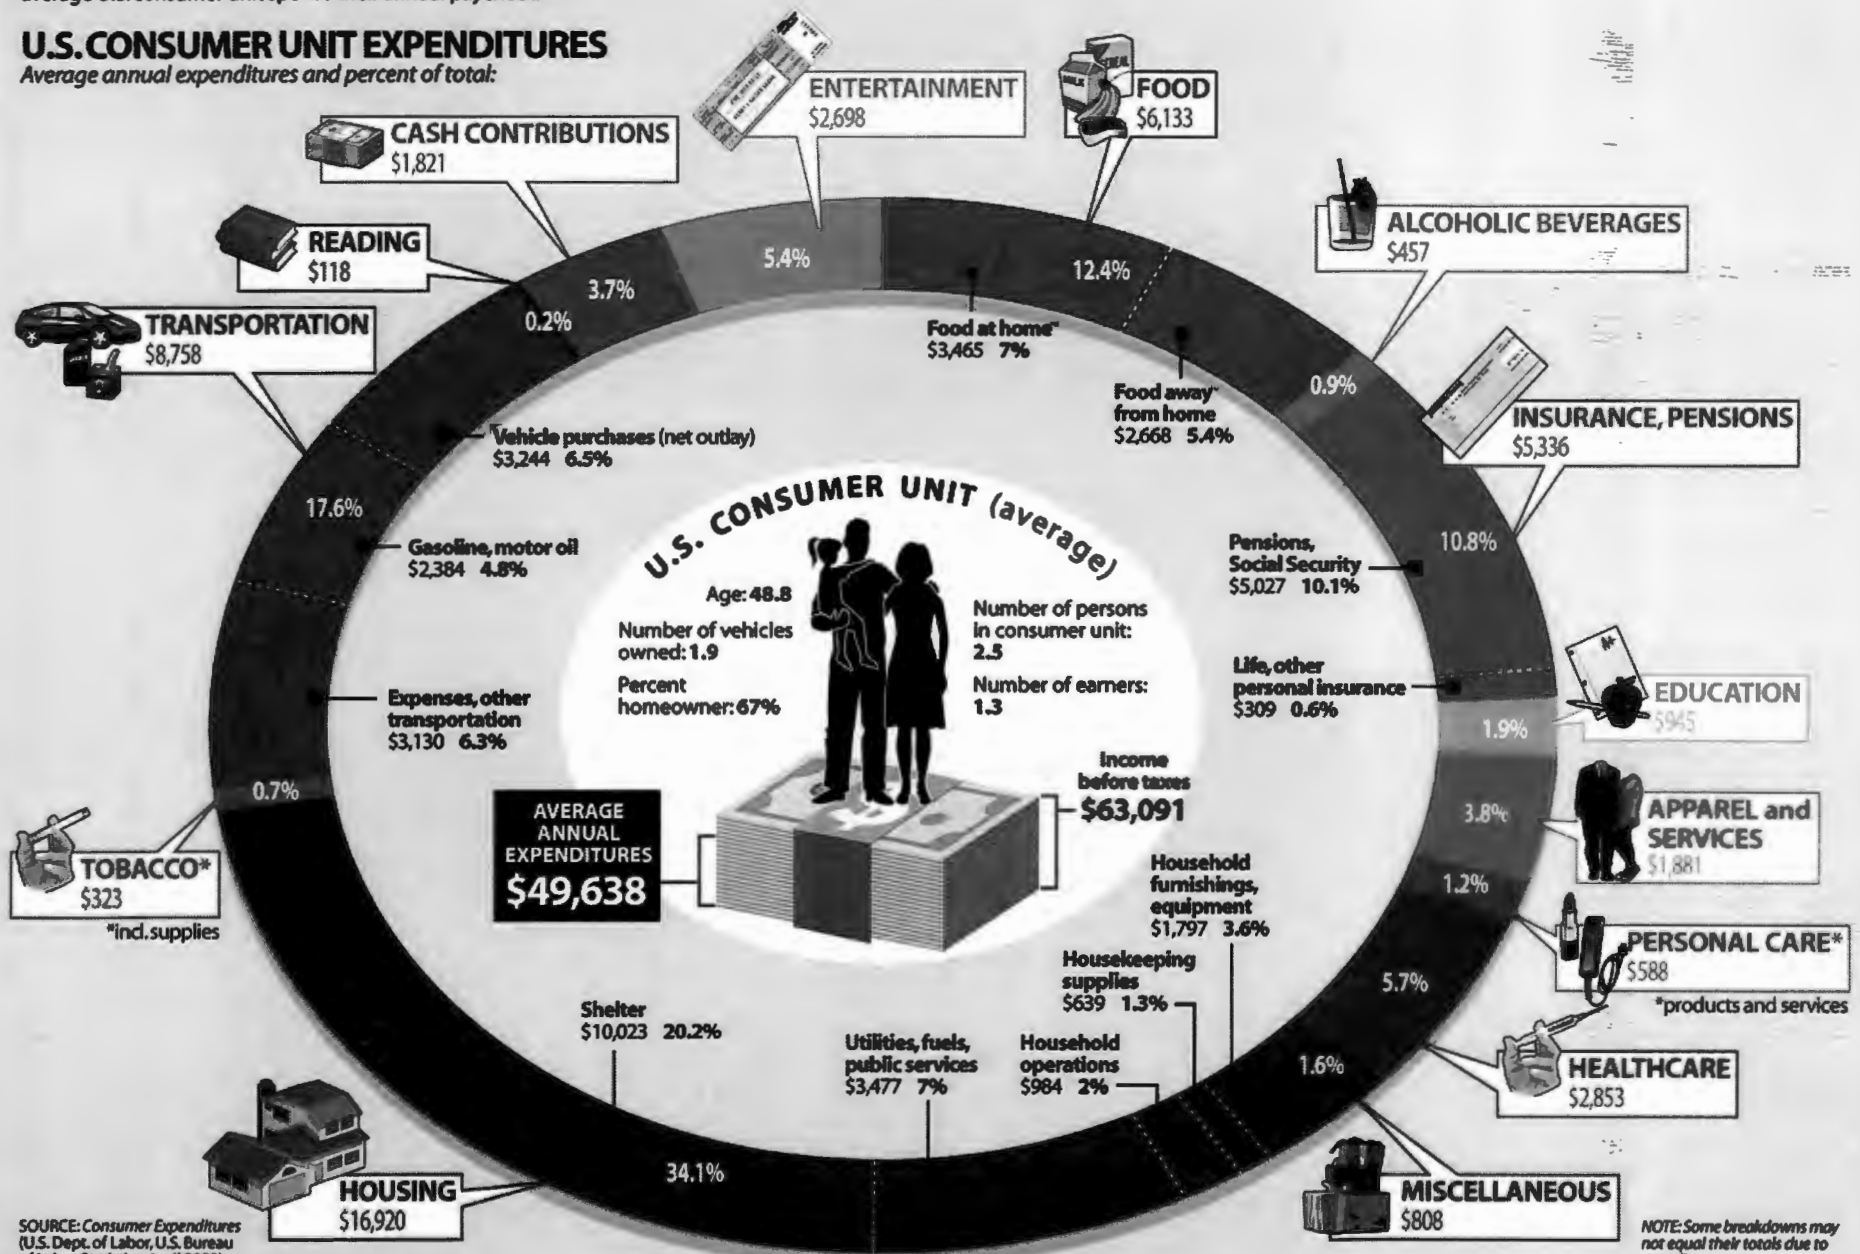 U.S. CONSUMER UNIT EXPENDITURES
Average annual expenditures and percent of total:
ENTERTAINMENT
$2,698
FOOD
$6,133
CASH CONTRIBUTIONS
$1,821
READING
$118
TRANSPORTATION
$8,758
ALCOHOLIC BEVERAGES
$457
INSURANCE, PENSIONS
$5,336
5.4%
12.4%
3.7%
0.2%
0.9%
17.6%
10.8%
Food at home
$3,465 7%
Food away
from home
$2,668 5.4%
Vehicle purchases (net outlay)
$3,244 6.5%
Gasoline, motor oil
$2,384 4.8%
Expenses, other
transportation
$3,130 6.3%
U.S. CONSUMER UNIT (average)
Age: 48.8
Number of vehicles
owned: 1.9
Percent
homeowner: 67%
Number of persons
in consumer unit:
2.5
Number of earners:
1.3
Pensions,
Social Security
$5,027 10.1%
Life, other
personal insurance
$309 0.6%
EDUCATION
$945
1.9%
Income
before taxes
$63,091
AVERAGE
ANNUAL
EXPENDITURES
$49,638
0.7%
TOBACCO*
$323
*incl. supplies
3.8%
APPAREL and
SERVICES
$1,881
1.2%
PERSONAL CARE*
$588
*products and services
5.7%
HEALTHCARE
$2,853
1.6%
MISCELLANEOUS
$808
Household
furnishings,
equipment
$1,797 3.6%
Housekeeping
supplies
$639 1.3%
Household
operations
$984 2%
Utilities, fuels,
public services
$3,477 7%
Shelter
$10,023 20.2%
34.1%
HOUSING
$16,920
SOURCE: Consumer Expenditures
(U.S. Dept. of Labor, U.S. Bureau
NOTE: Some breakdowns may
not equal their totals due to
MILK
CEREAL
A+